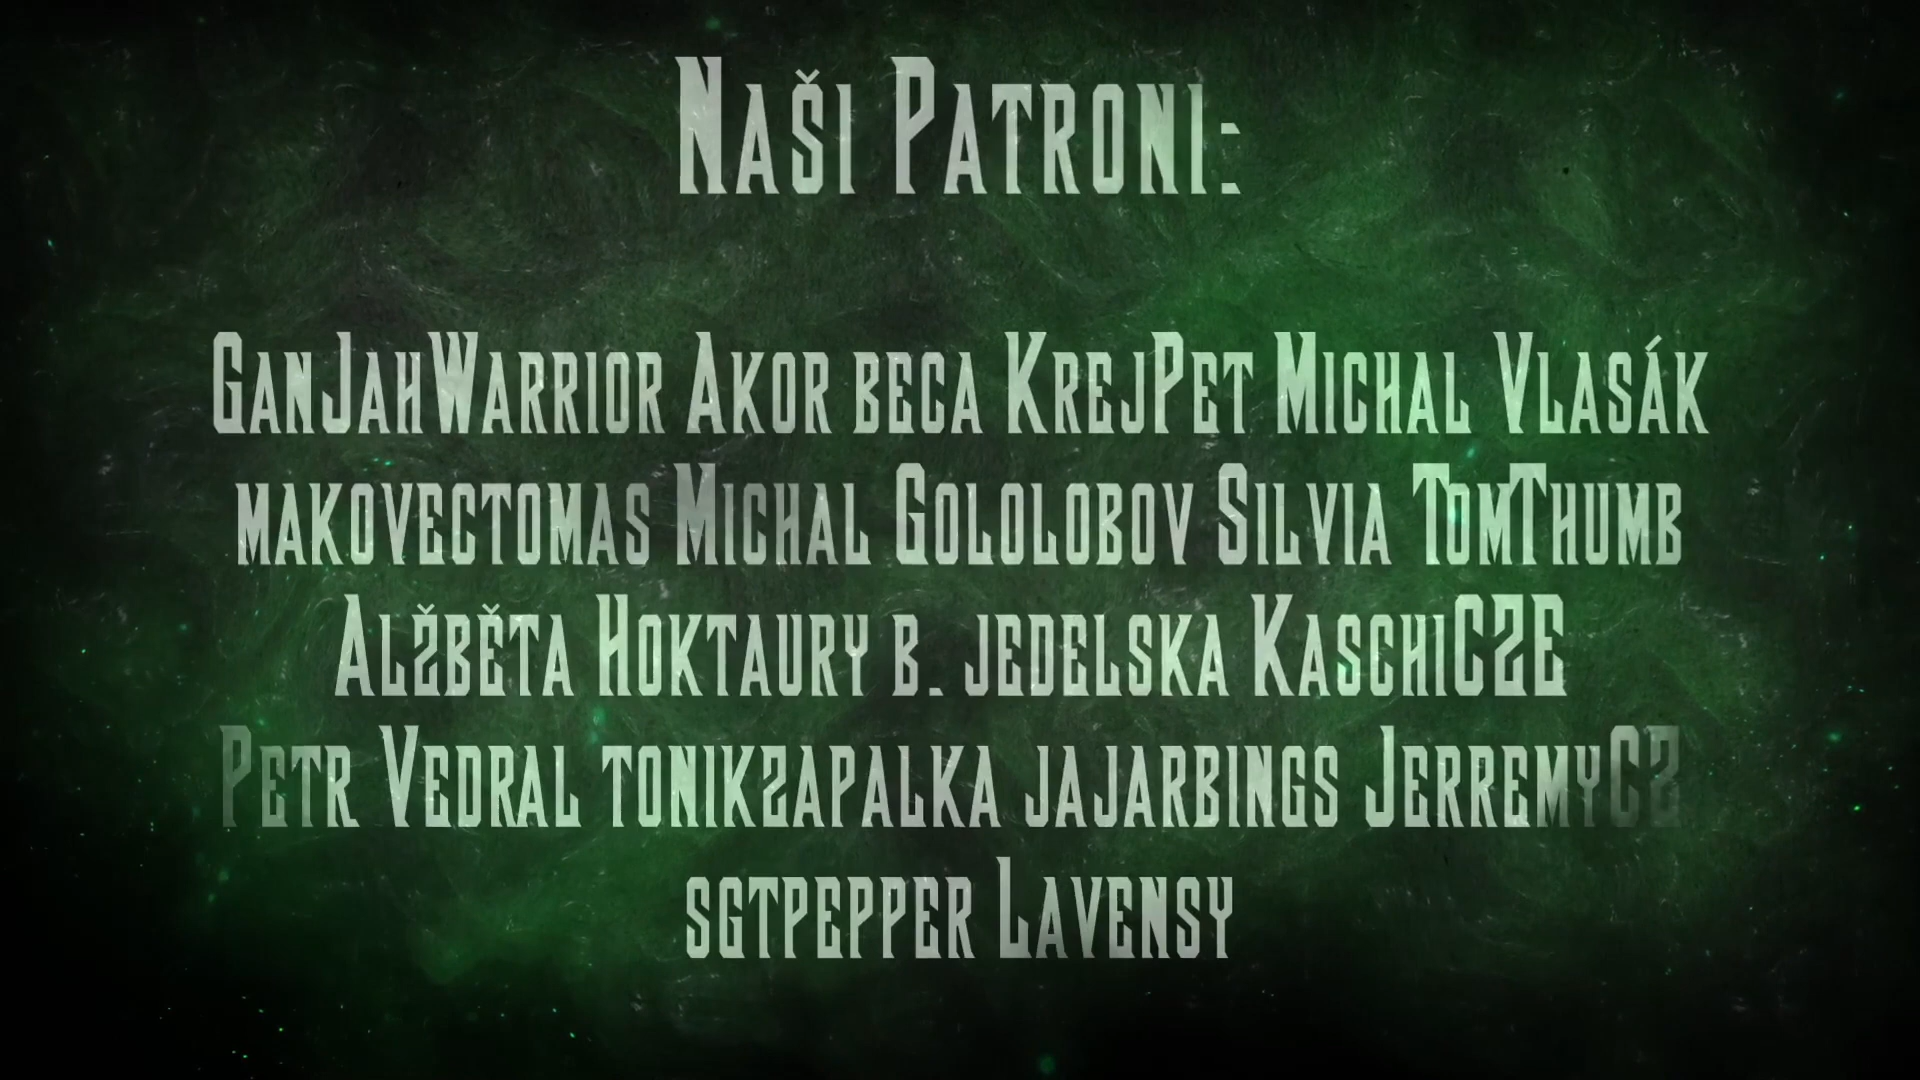 Naši Patroni:
GanJahWarrior Akor beca KrejPet Michal Vlasák
makovectomas Michal Gololobov Silvia TomThumb
Alžběta Hoktaury b. jedelska KaschiCZE
Petr Vedral tonikzapalka jajarbings JerremyCZ
sgtpepper Lavensy